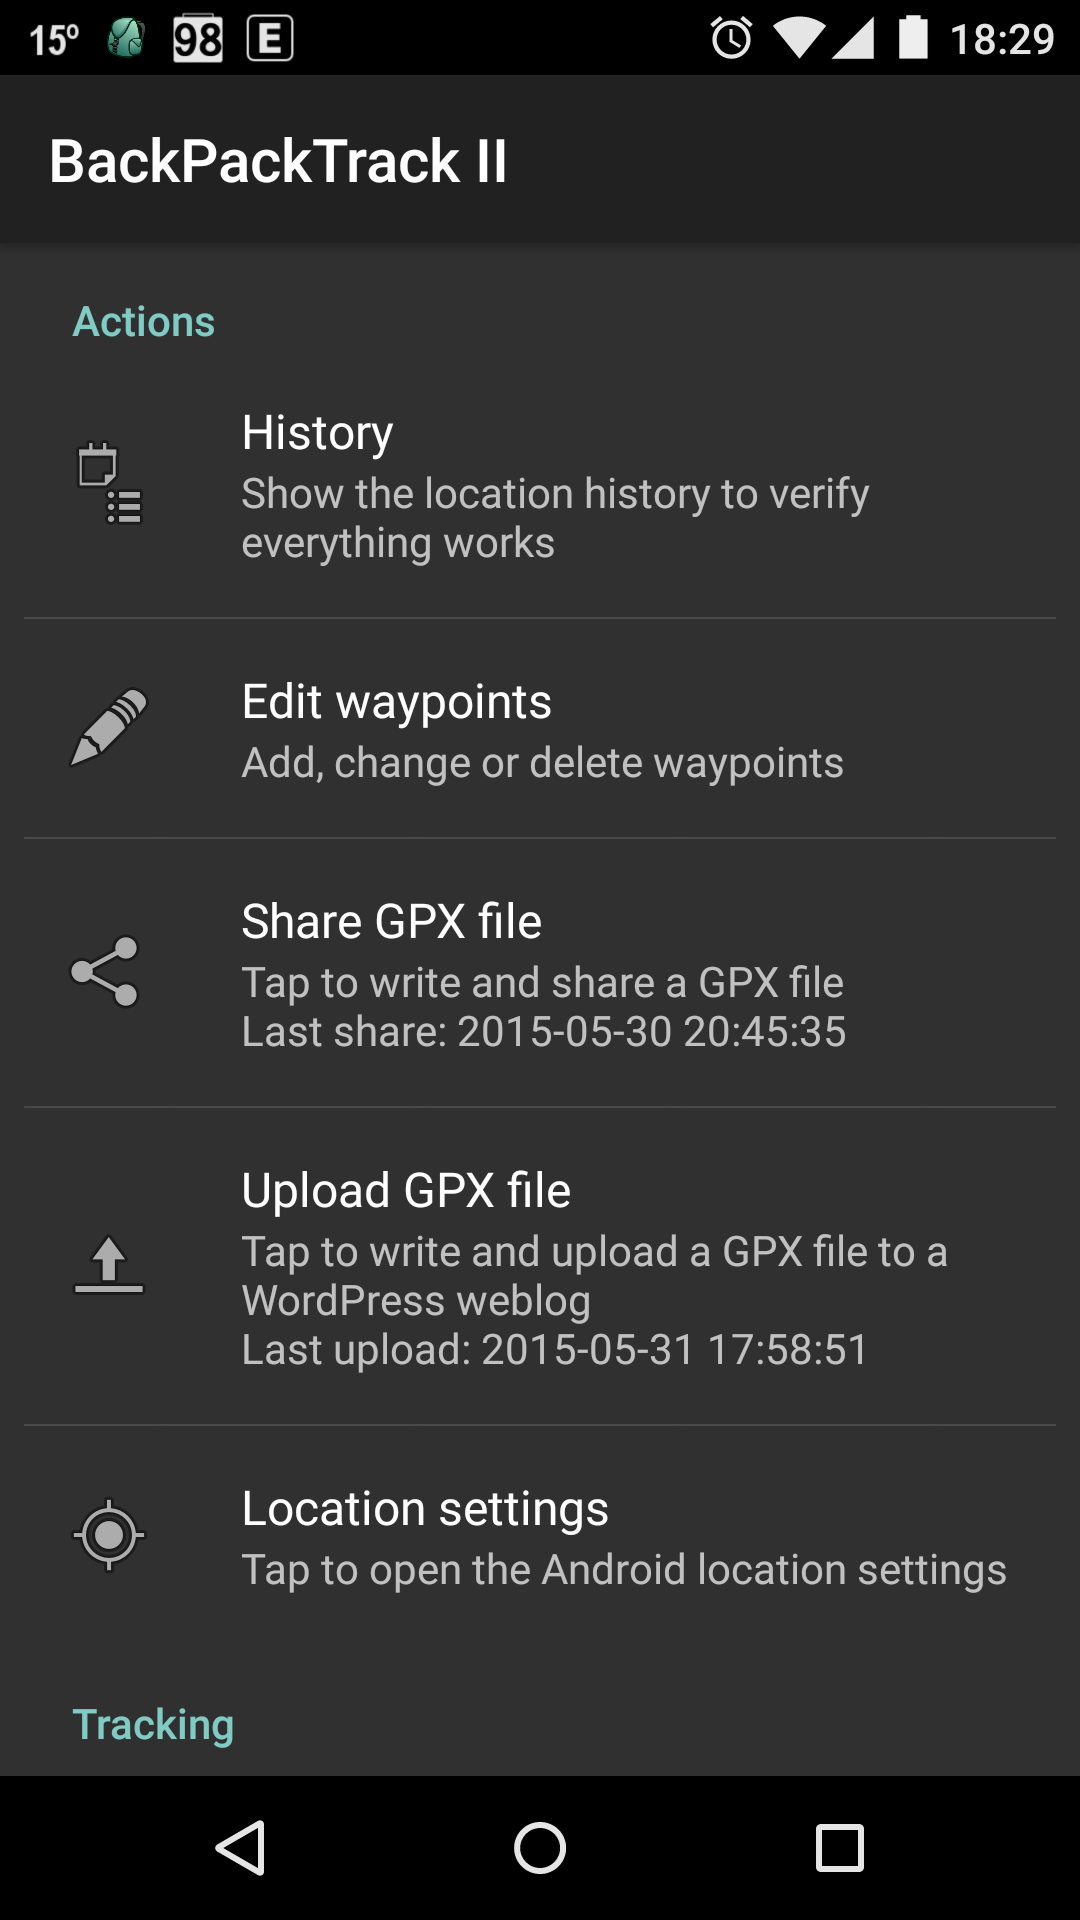 15º 98 E 18:29
BackPackTrack II
Actions
History
Show the location history to verify
everything works
Edit waypoints
Add, change or delete waypoints
Share GPX file
Tap to write and share a GPX file
Last share: 2015-05-30 20:45:35
Upload GPX file
Tap to write and upload a GPX file to a
WordPress weblog
Last upload: 2015-05-31 17:58:51
Location settings
Tap to open the Android location settings
Tracking